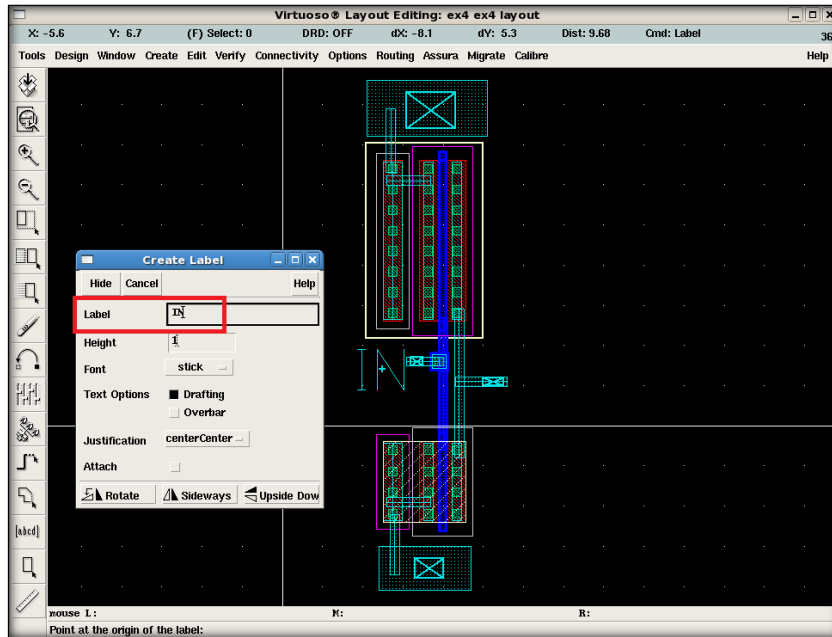 Virtuoso® Layout Editing: ex4 ex4 layout
X: -5.6 Y: 6.7 (F) Select: 0 DRD: OFF dX: -8.1 dY: 5.3 Dist: 9.68 Cmd: Label 36
Tools Design Window Create Edit Verify Connectivity Options Routing Assura Migrate Calibre Help
Create Label
Hide Cancel Help
Label IN
Height 1
Font stick
Text Options Drafting
Overbar
Justification centerCenter
Attach
Rotate Sideways Upside Dow
IN
[abcd]
mouse L: M: R:
Point at the origin of the label: